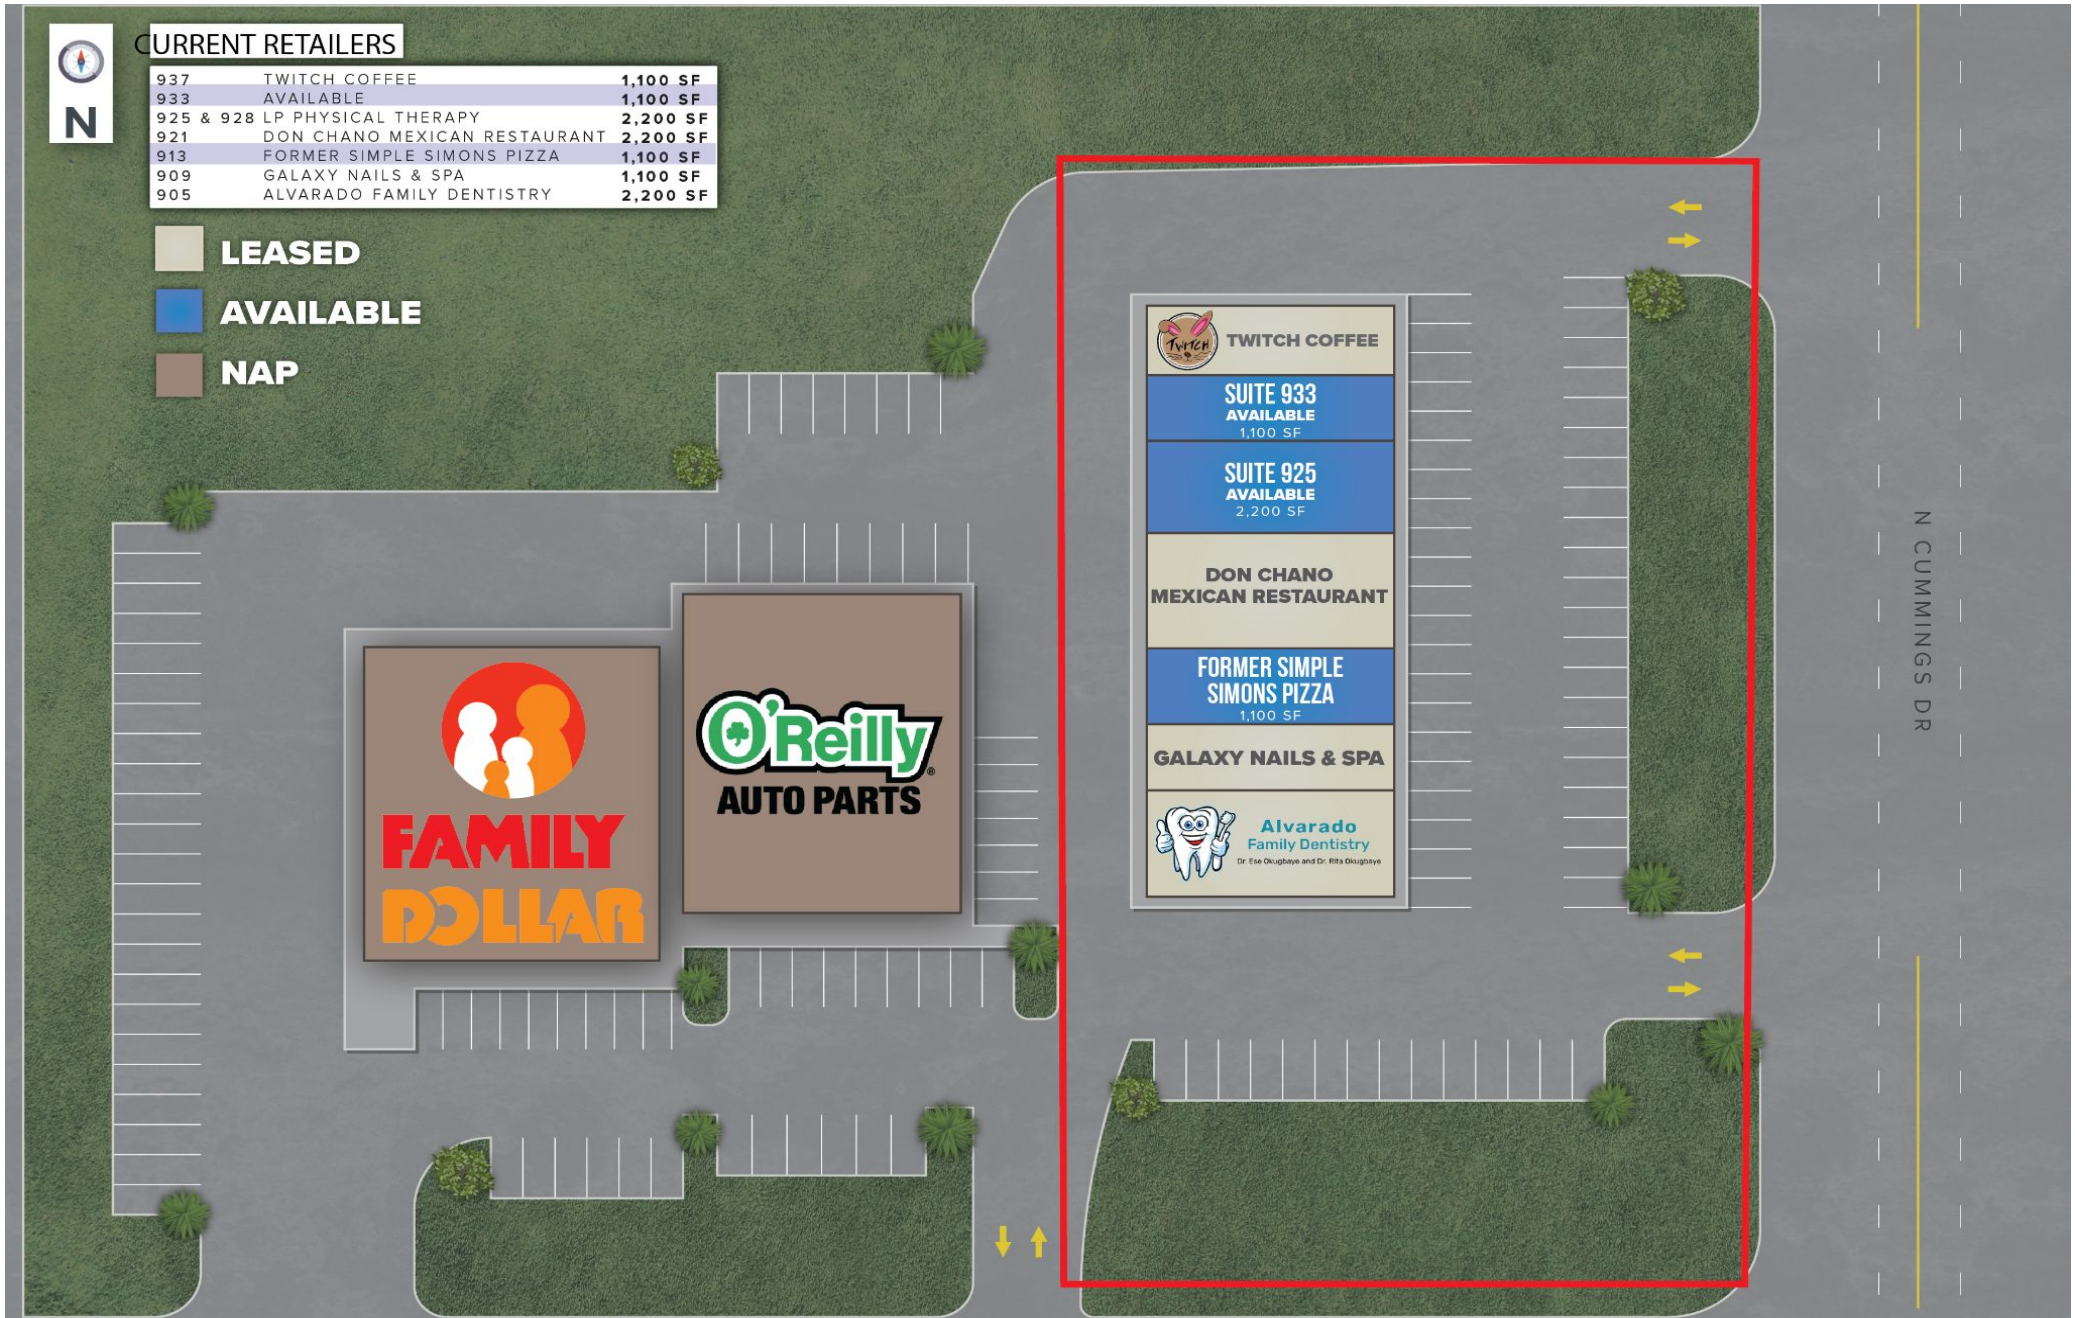 CURRENT RETAILERS
937 TWITCH COFFEE 1,100 SF
933 AVAILABLE 1,100 SF
925 & 928 LP PHYSICAL THERAPY 2,200 SF
921 DON CHANO MEXICAN RESTAURANT 2,200 SF
913 FORMER SIMPLE SIMONS PIZZA 1,100 SF
909 GALAXY NAILS & SPA 1,100 SF
905 ALVARADO FAMILY DENTISTRY 2,200 SF
N
LEASED
AVAILABLE
NAP
TWITCH
TWITCH COFFEE
SUITE 933
AVAILABLE
1,100 SF
SUITE 925
AVAILABLE
2,200 SF
DON CHANO
MEXICAN RESTAURANT
FORMER SIMPLE
SIMONS PIZZA
1,100 SF
GALAXY NAILS & SPA
Alvarado
Family Dentistry
Dr. Ese Okugbaye and Dr. Rita Okugbaye
FAMILY
DOLLAR
O'Reilly®
AUTO PARTS
N CUMMINGS DR